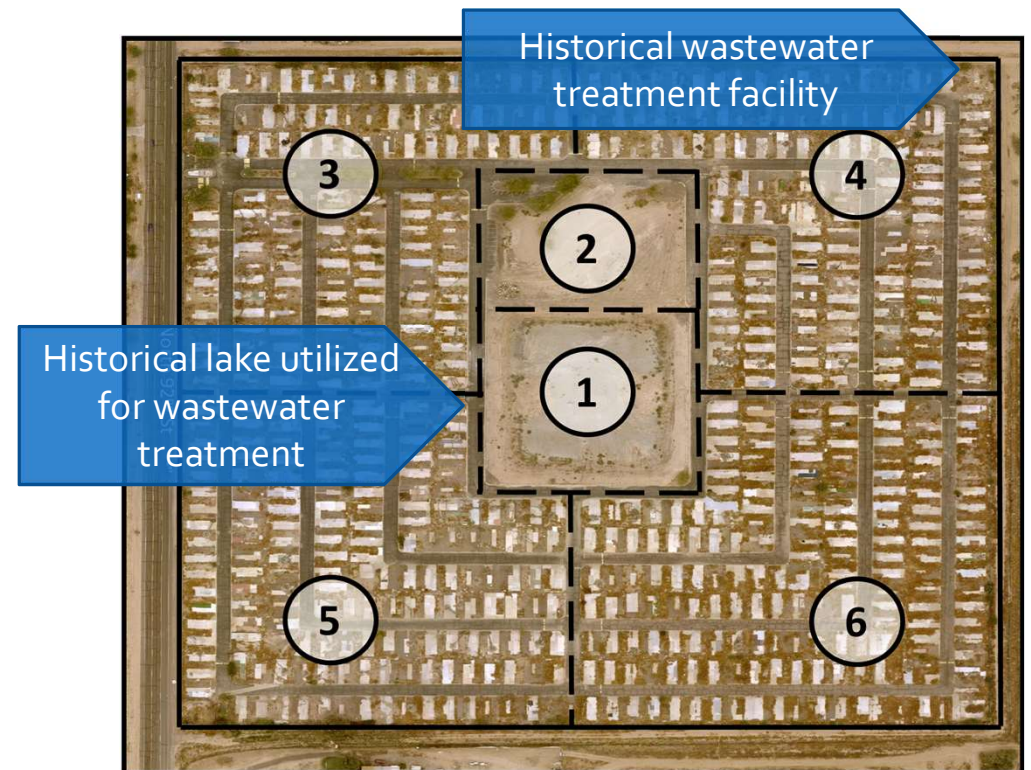 Historical wastewater
treatment facility
3
4
2
Historical lake utilized
for wastewater
treatment
1
5
6